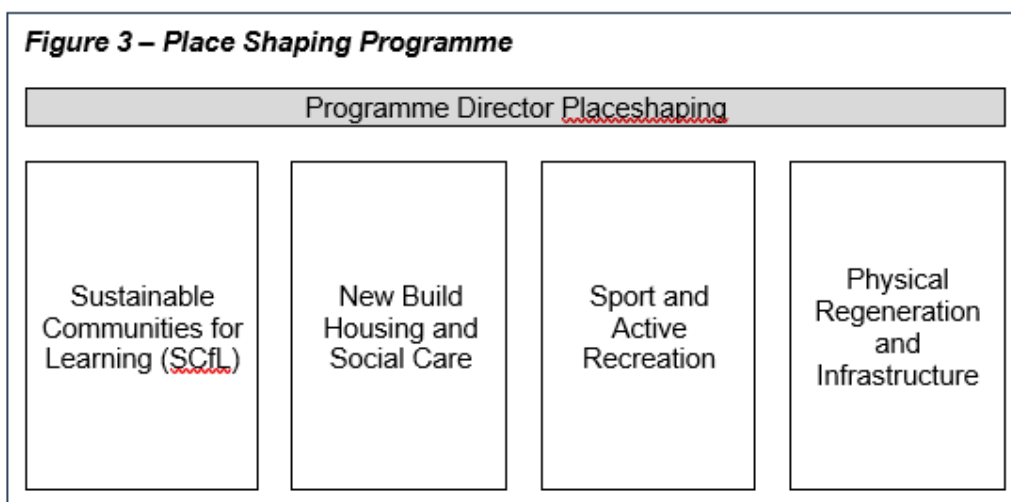 Figure 3 – Place Shaping Programme
Programme Director Placeshaping
Sustainable
Communities for
Learning (SCfL)
New Build
Housing and
Social Care
Sport and
Active
Recreation
Physical
Regeneration
and
Infrastructure